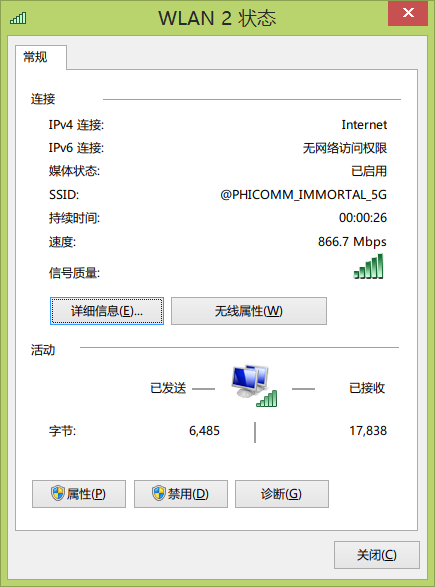 WLAN 2 状态
常规
连接
IPv4 连接: Internet
IPv6 连接: 无网络访问权限
媒体状态: 已启用
SSID: @PHICOMM_IMMORTAL_5G
持续时间: 00:00:26
速度: 866.7 Mbps
信号质量:
详细信息(E)... 无线属性(W)
活动
已发送 已接收
字节: 6,485 17,838
属性(P) 禁用(D) 诊断(G)
关闭(C)